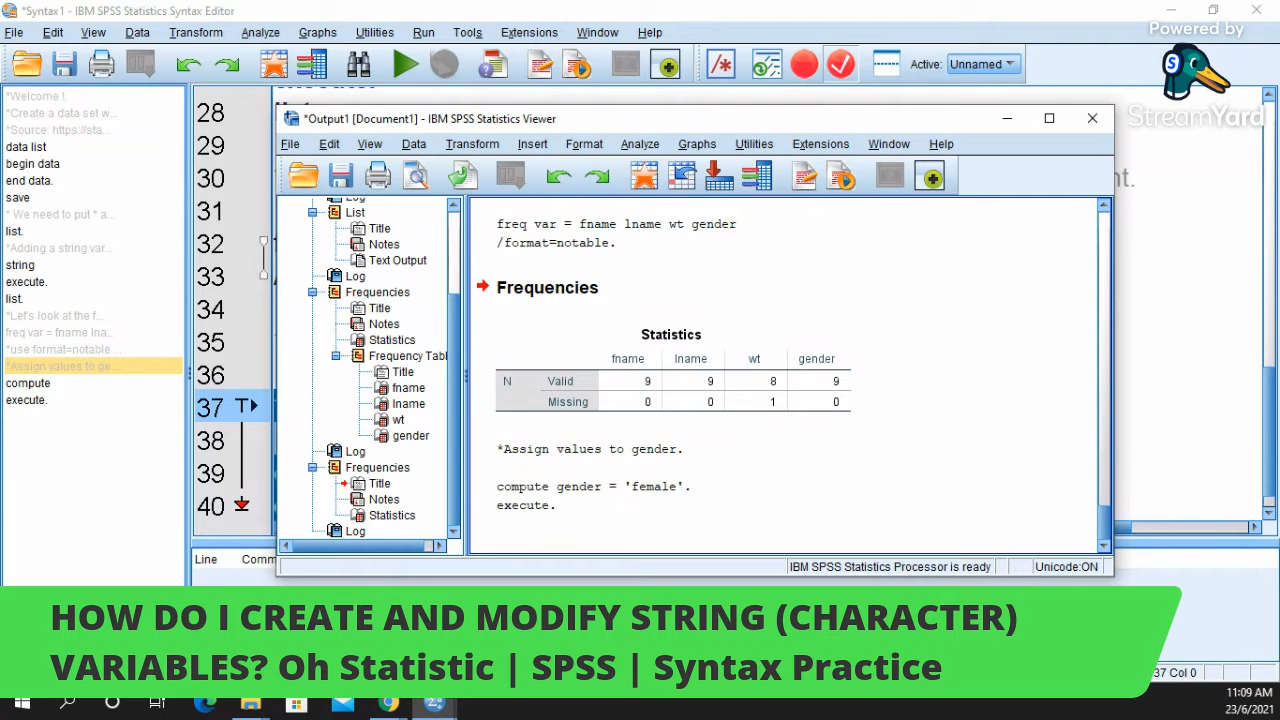 *Syntax1 - IBM SPSS Statistics Syntax Editor
File Edit View Data Transform Analyze Graphs Utilities Run Tools Extensions Window Help
Powered by
StreamYard
Active: Unnamed
*Welcome !.
*Create a data set w...
*Source: https://sta...
data list
begin data
end data.
save
* We need to put * a...
list.
*Adding a string var...
string
execute.
list.
*Let's look at the f...
freq var = fname lna...
*use format=notable ...
*Assign values to ge...
compute
execute.
28
29
30
31
32
33
34
35
36
37
38
39
40
nt.
*Output1 [Document1] - IBM SPSS Statistics Viewer
File Edit View Data Transform Insert Format Analyze Graphs Utilities Extensions Window Help
Log
List
Title
Notes
Text Output
Log
Frequencies
Title
Notes
Statistics
Frequency Tabl
Title
fname
lname
wt
gender
Log
Frequencies
Title
Notes
Statistics
Log
freq var = fname lname wt gender
/format=notable.
Frequencies
Statistics
fname lname wt gender
N Valid 9 9 8 9
Missing 0 0 1 0
*Assign values to gender.
compute gender = 'female'.
execute.
IBM SPSS Statistics Processor is ready Unicode:ON
Line Comm
HOW DO I CREATE AND MODIFY STRING (CHARACTER)
VARIABLES? Oh Statistic | SPSS | Syntax Practice
37 Col 0
11:09 AM
23/6/2021